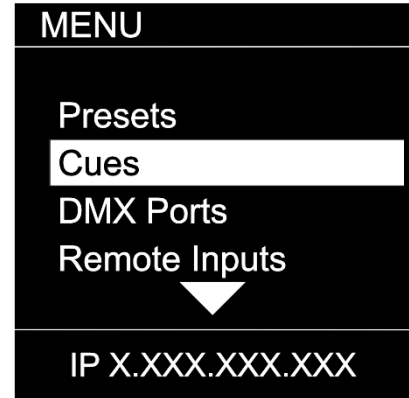 MENU
Presets
Cues
DMX Ports
Remote Inputs
IP X.XXX.XXX.XXX